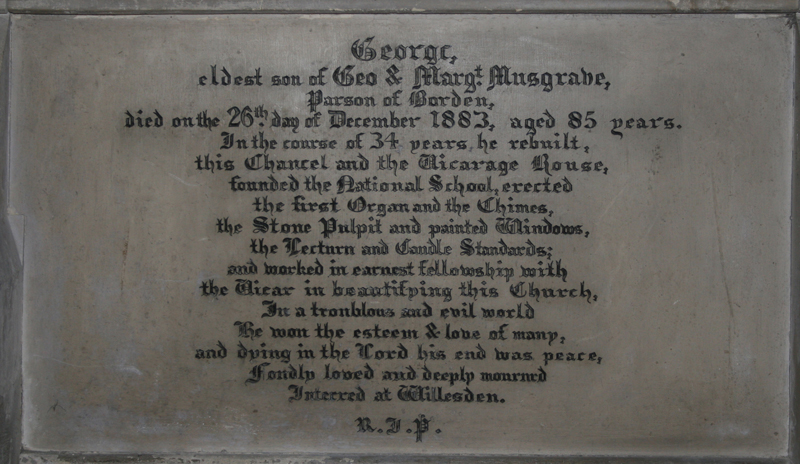 George,
eldest son of Geo & Margt. Musgrave,
Parson of Borden,
died on the 26th. day of December 1883, aged 85 years.
In the course of 34 years, he rebuilt,
this Chancel and the Vicarage House,
founded the National School, erected
the first Organ and the Chimes,
the Stone Pulpit and painted Windows,
the Lecturn and Candle Standards;
and worked in earnest fellowship with
the Vicar in beautifying this Church,
In a troublous and evil world
He won the esteem & love of many,
and dying in the Lord his end was peace,
Fondly loved and deeply mourned
Interred at Willesden.
R.I.P.